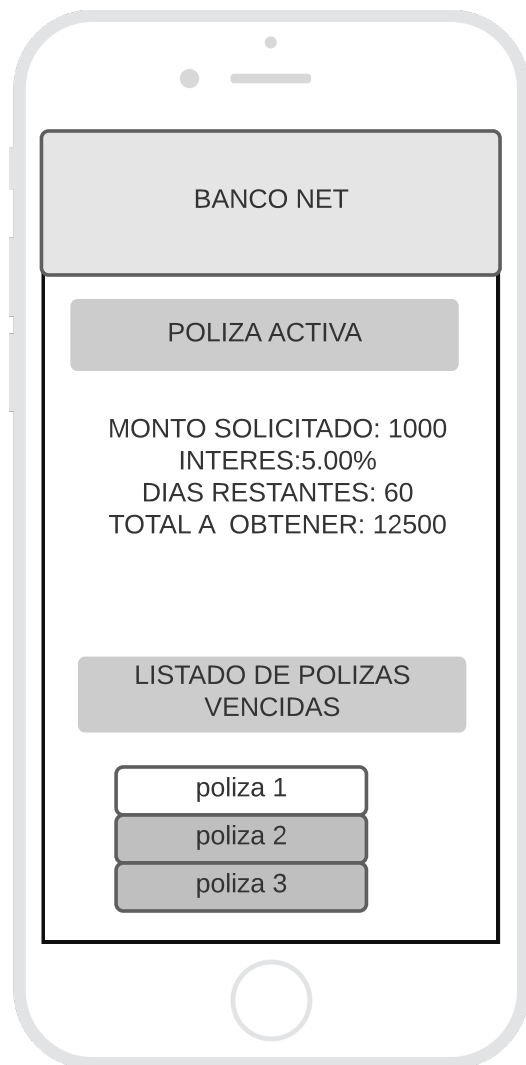 BANCO NET
POLIZA ACTIVA
MONTO SOLICITADO: 1000
INTERES:5.00%
DIAS RESTANTES: 60
TOTAL A  OBTENER: 12500
LISTADO DE POLIZAS
VENCIDAS
poliza 1
poliza 2
poliza 3